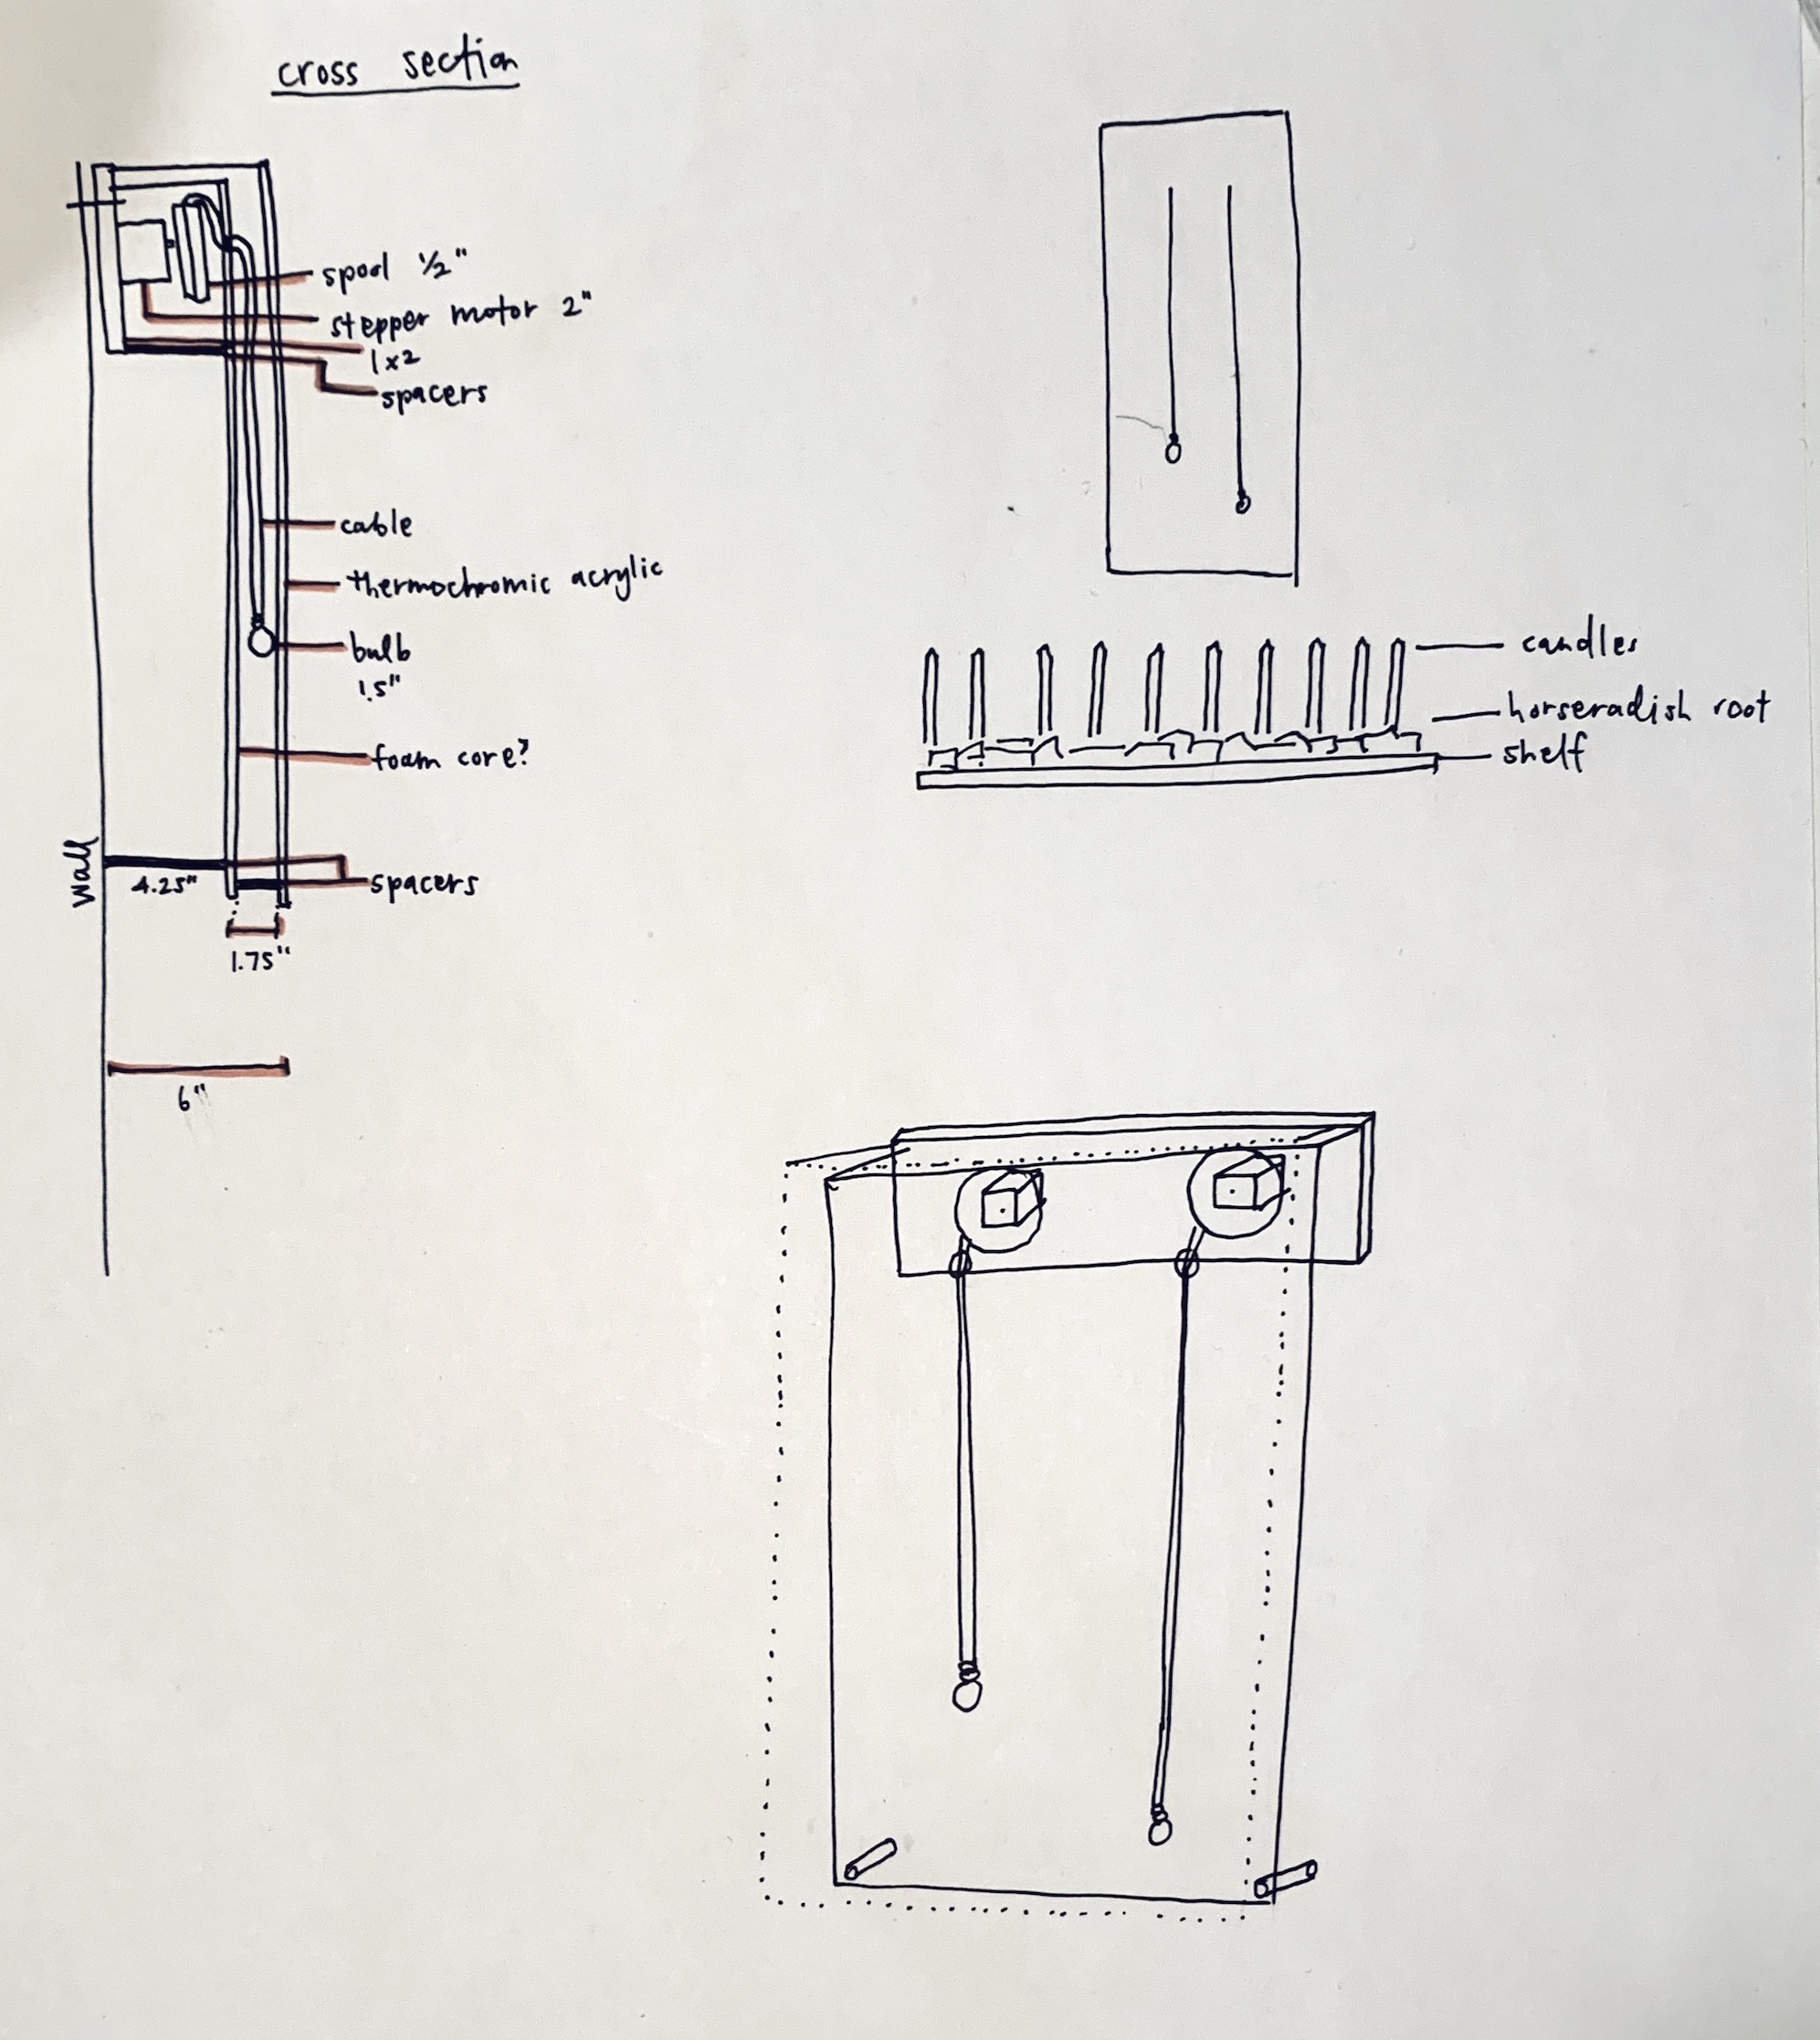 cross section
spool 1/2"
stepper motor 2"
1x2
spacers
cable
thermochromic acrylic
bulb
1.5"
foam core?
wall
4.25"
spacers
1.75"
6"
candles
horseradish root
shelf